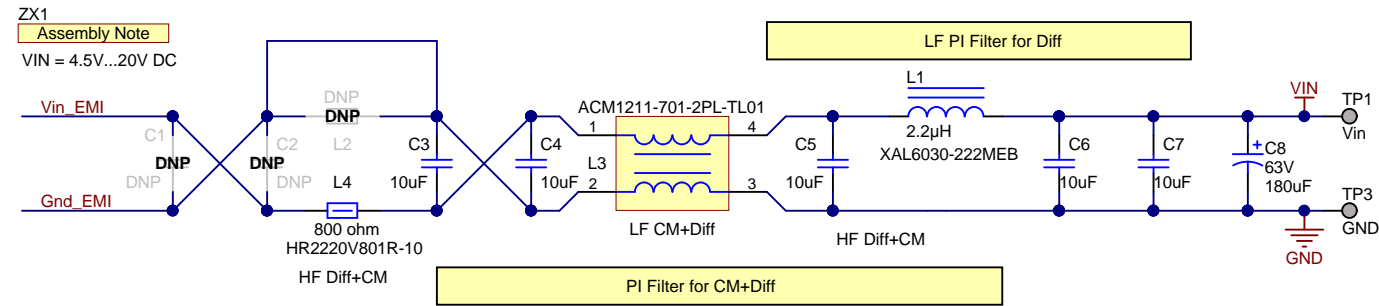 ZX1
Assembly Note
VIN = 4.5V...20V DC
LF PI Filter for Diff
Vin_EMI
Gnd_EMI
C1
DNP
DNP
C2
DNP
DNP
DNP
DNP
L2
L4
800 ohm
HR2220V801R-10
HF Diff+CM
C3
10uF
C4
10uF
ACM1211-701-2PL-TL01
1
4
L3
2
3
LF CM+Diff
C5
10uF
L1
2.2µH
XAL6030-222MEB
HF Diff+CM
C6
10uF
C7
10uF
+
C8
63V
180uF
VIN
TP1
Vin
TP3
GND
GND
PI Filter for CM+Diff